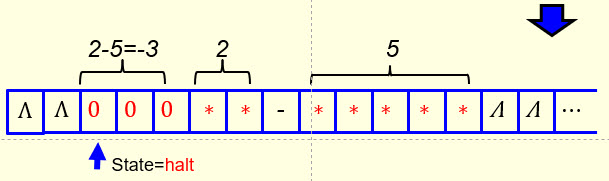 2-5=-3 2 5
Λ Λ 0 0 0 * * - * * * * * Λ Λ ...
State=halt